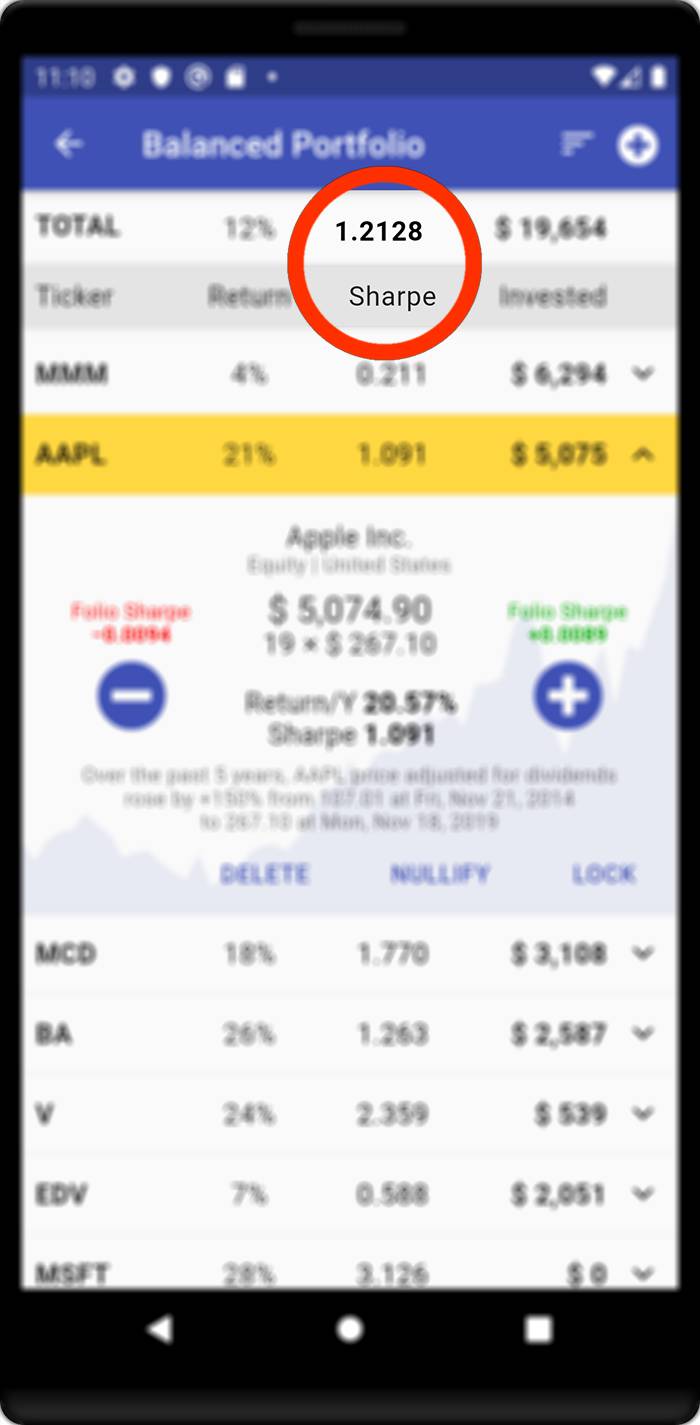 11:10
Balanced Portfolio
TOTAL 12% 1.2128 $ 19,654
Ticker Return Sharpe Invested
MMM 4% 0.211 $ 6,294
AAPL 21% 1.091 $ 5,075
Apple Inc.
Equity | United States
Folio Sharpe $ 5,074.90 Folio Sharpe
-0.0094 19 × $ 267.10 +0.0089
Return/Y 20.57%
Sharpe 1.091
Over the past 5 years, AAPL price adjusted for dividends
rose by +150% from 107.01 at Fri, Nov 21, 2014
to 267.10 at Mon, Nov 18, 2019
DELETE NULLIFY LOCK
MCD 18% 1.770 $ 3,108
BA 26% 1.263 $ 2,587
V 24% 2.359 $ 539
EDV 7% 0.588 $ 2,051
MSFT 28% 3.126 $ 0